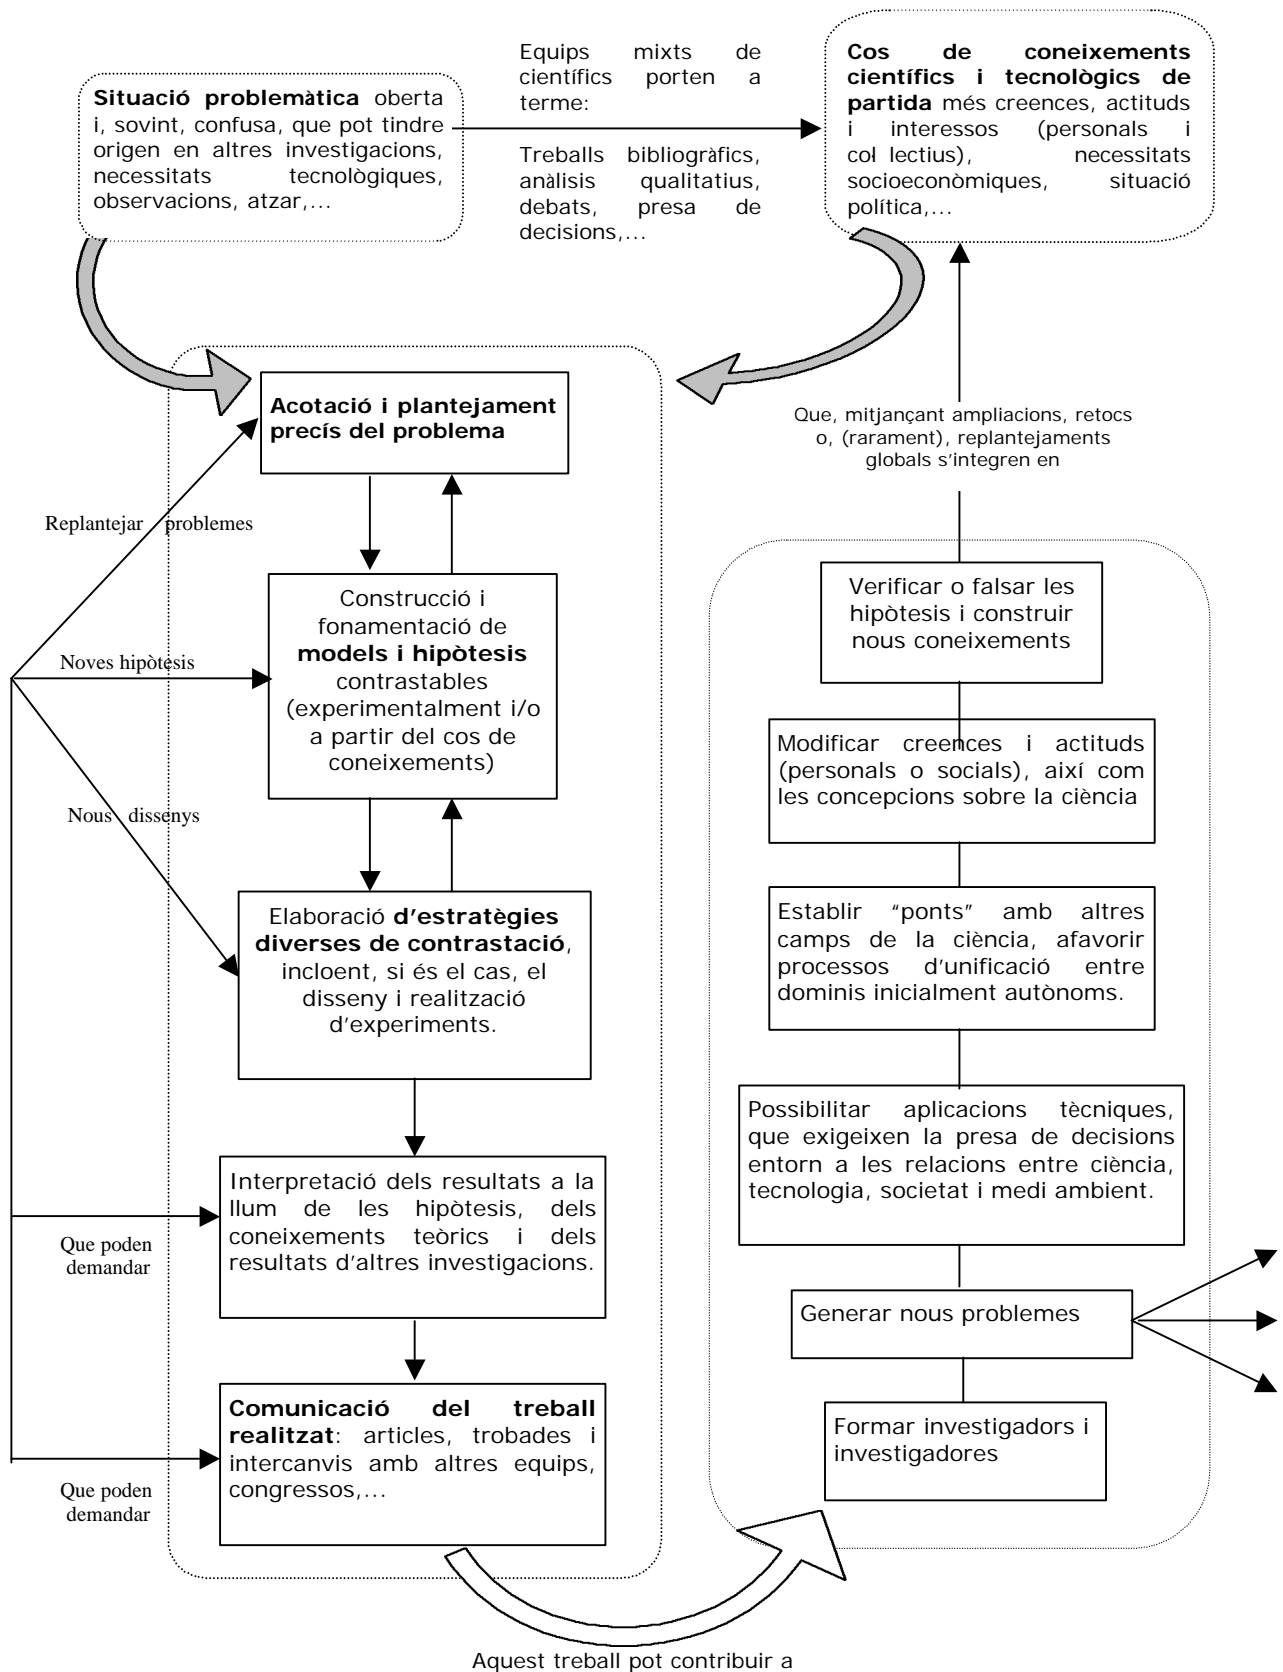 Situació problemàtica oberta
i, sovint, confusa, que pot tindre
origen en altres investigacions,
necessitats tecnològiques,
observacions, atzar,...
Equips mixts de
científics porten a
terme:
Treballs bibliogràfics,
anàlisis qualitatius,
debats, presa de
decisions,...
Cos de coneixements
científics i tecnològics de
partida més creences, actituds
i interessos (personals i
col·lectius), necessitats
socioeconòmiques, situació
política,...
Acotació i plantejament
precís del problema
Que, mitjançant ampliacions, retocs
o, (rarament), replantejaments
globals s'integren en
Replantejar problemes
Construcció i
fonamentació de
models i hipòtesis
contrastables
(experimentalment i/o
a partir del cos de
coneixements)
Noves hipòtesis
Nous dissenys
Elaboració d'estratègies
diverses de contrastació,
incloent, si és el cas, el
disseny i realització
d'experiments.
Interpretació dels resultats a la
llum de les hipòtesis, dels
coneixements teòrics i dels
resultats d'altres investigacions.
Que poden
demandar
Comunicació del treball
realitzat: articles, trobades i
intercanvis amb altres equips,
congressos,...
Que poden
demandar
Verificar o falsar les
hipòtesis i construir
nous coneixements
Modificar creences i actituds
(personals o socials), així com
les concepcions sobre la ciència
Establir "ponts" amb altres
camps de la ciència, afavorir
processos d'unificació entre
dominis inicialment autònoms.
Possibilitar aplicacions tècniques,
que exigeixen la presa de decisions
entorn a les relacions entre ciència,
tecnologia, societat i medi ambient.
Generar nous problemes
Formar investigadors i
investigadores
Aquest treball pot contribuir a